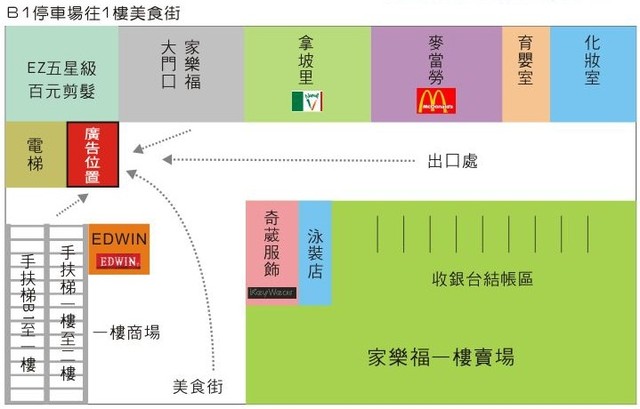 B1停車場往1樓美食街
EZ五星級
百元剪髮
家樂福
大門口
拿坡里
麥當勞
McDonald's
育嬰室
化妝室
電梯
廣告位置
出口處
EDWIN
EDWIN
手扶梯B1至一樓
手扶梯一樓至二樓
一樓商場
美食街
奇葳服飾
泳裝店
收銀台結帳區
家樂福一樓賣場